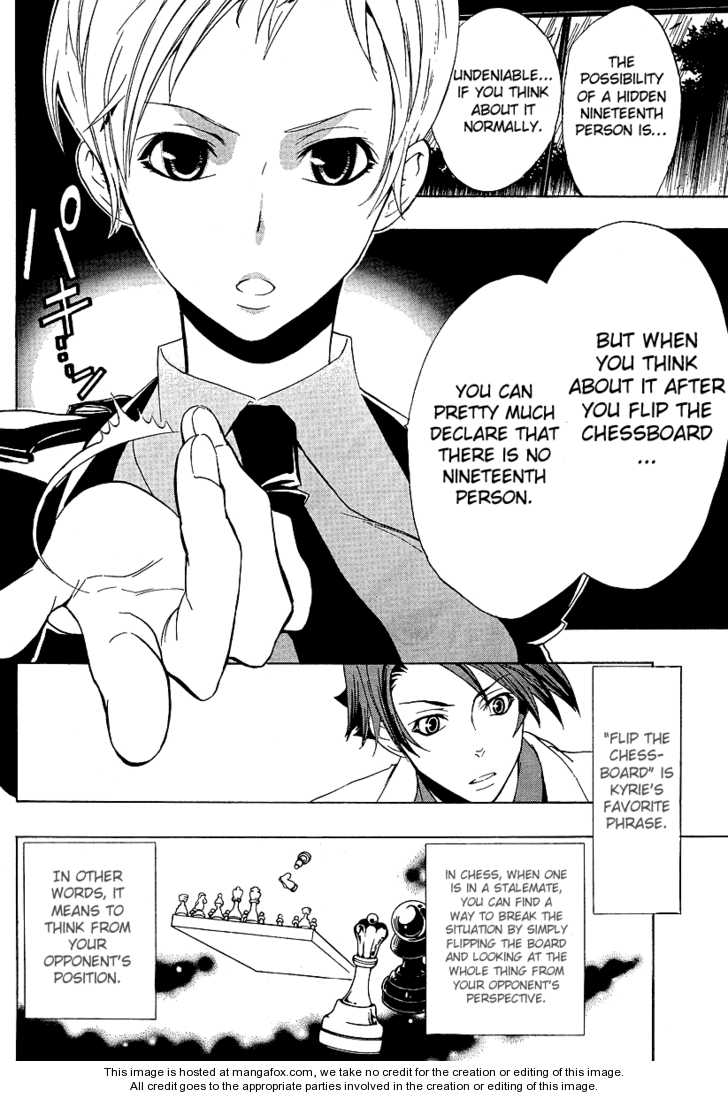 THE
POSSIBILITY
OF A HIDDEN
NINETEENTH
PERSON IS...
UNDENIABLE...
IF YOU THINK
ABOUT IT
NORMALLY.
パキ...ッ
BUT WHEN
YOU THINK
ABOUT IT AFTER
YOU FLIP THE
CHESSBOARD
...
YOU CAN
PRETTY MUCH
DECLARE THAT
THERE IS NO
NINETEENTH
PERSON.
"FLIP THE
CHESS-
BOARD" IS
KYRIE'S
FAVORITE
PHRASE.
IN CHESS, WHEN ONE
IS IN A STALEMATE,
YOU CAN FIND A
WAY TO BREAK THE
SITUATION BY SIMPLY
FLIPPING THE BOARD
AND LOOKING AT THE
WHOLE THING FROM
YOUR OPPONENT'S
PERSPECTIVE.
IN OTHER
WORDS, IT
MEANS TO
THINK FROM
YOUR
OPPONENT'S
POSITION.
This image is hosted at mangafox.com, we take no credit for the creation or editing of this image.
All credit goes to the appropriate parties involved in the creation or editing of this image.